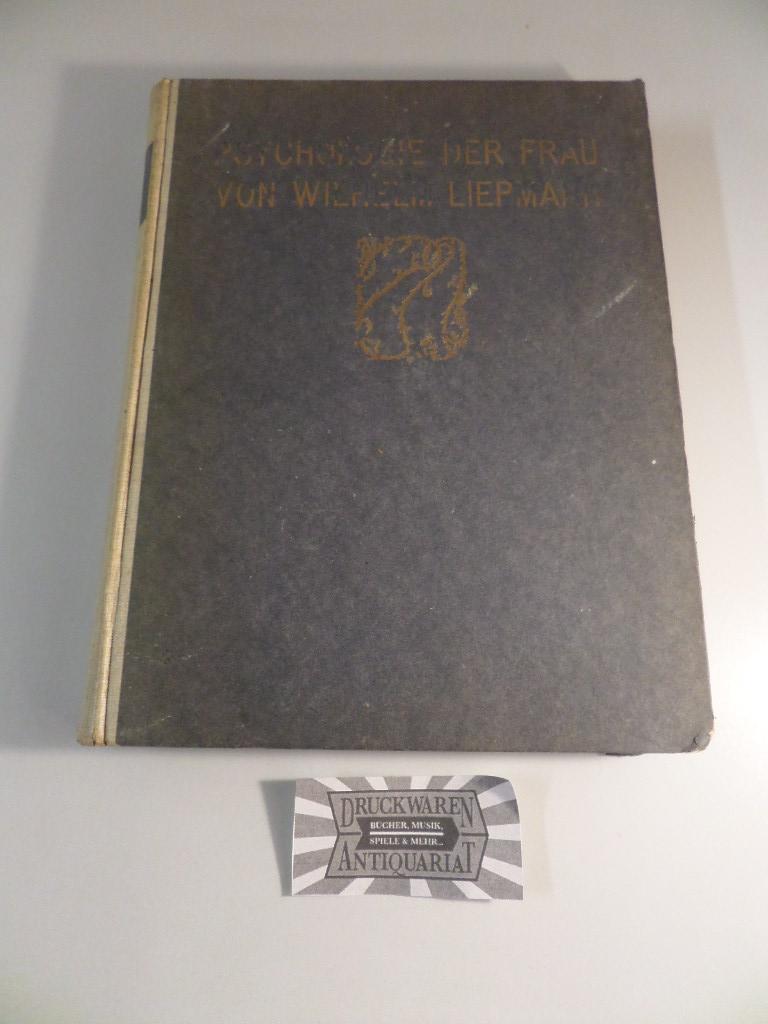 PSYCHOLOGIE DER FRAU
VON WILHELM LIEPMANN
DRUCKWAREN
BÜCHER, MUSIK,
SPIELE & MEHR...
ANTIQUARIAT